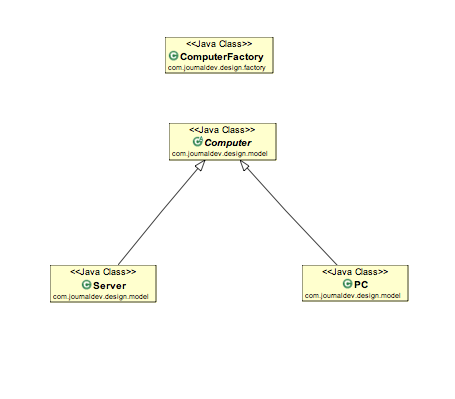 <<Java Class>>
ComputerFactory
com.journaldev.design.factory
<<Java Class>>
Computer
com.journaldev.design.model
<<Java Class>>
Server
com.journaldev.design.model
<<Java Class>>
PC
com.journaldev.design.model